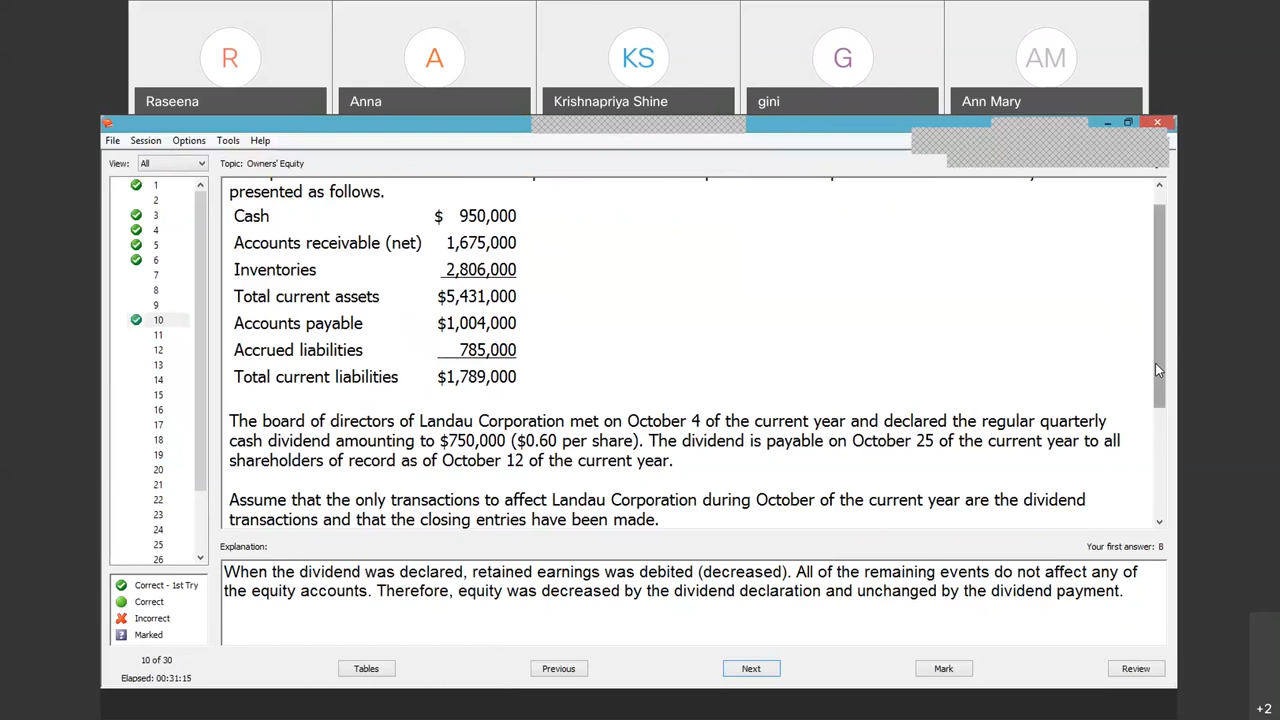 R
A
KS
G
AM
Raseena
Anna
Krishnapriya Shine
gini
Ann Mary
File Session Options Tools Help
View: All
Topic: Owners' Equity
1
2
3
4
5
6
7
8
9
10
11
12
13
14
15
16
17
18
19
20
21
22
23
24
25
26
presented as follows.
Cash $ 950,000
Accounts receivable (net) 1,675,000
Inventories 2,806,000
Total current assets $5,431,000
Accounts payable $1,004,000
Accrued liabilities 785,000
Total current liabilities $1,789,000
The board of directors of Landau Corporation met on October 4 of the current year and declared the regular quarterly
cash dividend amounting to $750,000 ($0.60 per share). The dividend is payable on October 25 of the current year to all
shareholders of record as of October 12 of the current year.
Assume that the only transactions to affect Landau Corporation during October of the current year are the dividend
transactions and that the closing entries have been made.
Explanation: Your first answer: B
When the dividend was declared, retained earnings was debited (decreased). All of the remaining events do not affect any of
the equity accounts. Therefore, equity was decreased by the dividend declaration and unchanged by the dividend payment.
Correct - 1st Try
Correct
Incorrect
? Marked
10 of 30
Elapsed: 00:31:15
Tables Previous Next Mark Review
+2